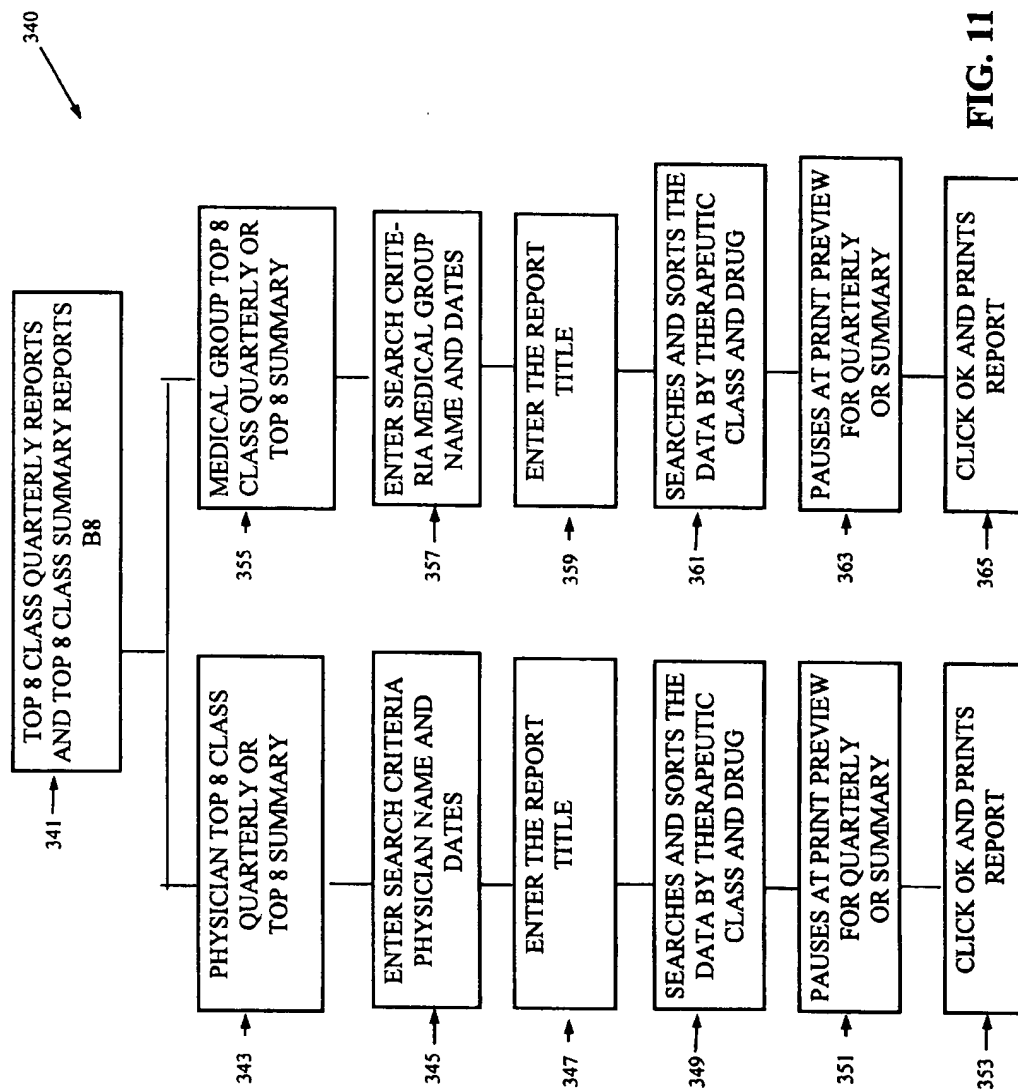 340
TOP 8 CLASS QUARTERLY REPORTS
AND TOP 8 CLASS SUMMARY REPORTS
B8
341
PHYSICIAN TOP 8 CLASS
QUARTERLY OR
TOP 8 SUMMARY
343
ENTER SEARCH CRITERIA
PHYSICIAN NAME AND
DATES
345
ENTER THE REPORT
TITLE
347
SEARCHES AND SORTS THE
DATA BY THERAPEUTIC
CLASS AND DRUG
349
PAUSES AT PRINT PREVIEW
FOR QUARTERLY
OR SUMMARY
351
CLICK OK AND PRINTS
REPORT
353
MEDICAL GROUP TOP 8
CLASS QUARTERLY OR
TOP 8 SUMMARY
355
ENTER SEARCH CRITE-
RIA MEDICAL GROUP
NAME AND DATES
357
ENTER THE REPORT
TITLE
359
SEARCHES AND SORTS THE
DATA BY THERAPEUTIC
CLASS AND DRUG
361
PAUSES AT PRINT PREVIEW
FOR QUARTERLY
OR SUMMARY
363
CLICK OK AND PRINTS
REPORT
365
FIG. 11